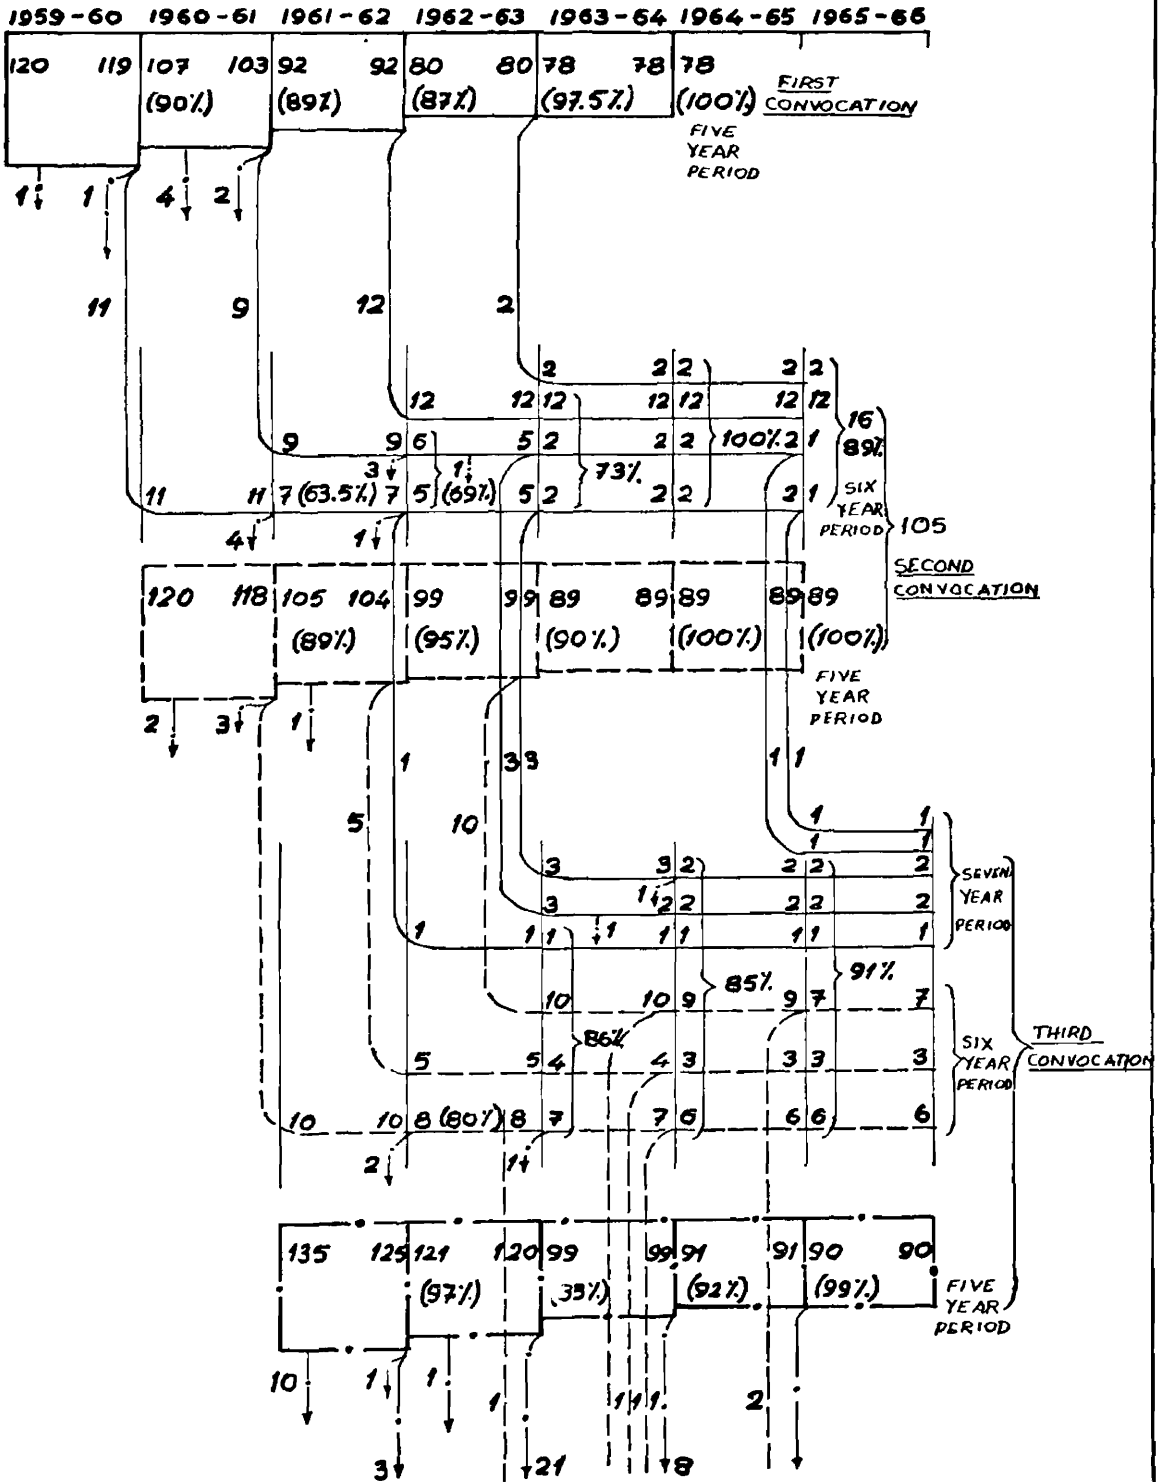 1959-60 1960-61 1961-62 1962-63 1963-64 1964-65 1965-66
120 119 107 103 92 92 80 80 78 78 78 FIRST
(90%) (89%) (87%) (97.5%) (100%) CONVOCATION
FIVE
YEAR
PERIOD
1 1 4 2
11 9 12 2
2 2 2 2 2
12 12 12 12 12 12 12
16
9 9 6 5 2 2 2 100% 2 1
89%
3 1 73%
11 11 7 (63.5%) 7 5 (69%) 5 2 2 2 2 1
SIX
YEAR
PERIOD
4 1
105
SECOND
CONVOCATION
120 118 105 104 99 99 89 89 89 89 89
(89%) (95%) (90%) (100%) (100%)
FIVE
YEAR
PERIOD
2 3 1
1 3 3 1 1
5 10
1 1
1 1
3 3 2 2 2 2
SEVEN
YEAR
PERIOD
1
3 2 2 2 2 2
1
1 1 1 1 1 1 1 1
85% 91%
10 10 9 9 7 7
86%
SIX
YEAR
PERIOD
THIRD
CONVOCATION
5 5 4 4 3 3 3 3
10 10 8 (80%) 8 7 7 6 6 6 6
2 1
135 125 121 120 99 99 91 91 90 90
(97%) (92%) (99%)
FIVE
YEAR
PERIOD
10 1 1 1 1 1 1 2
3 21 8